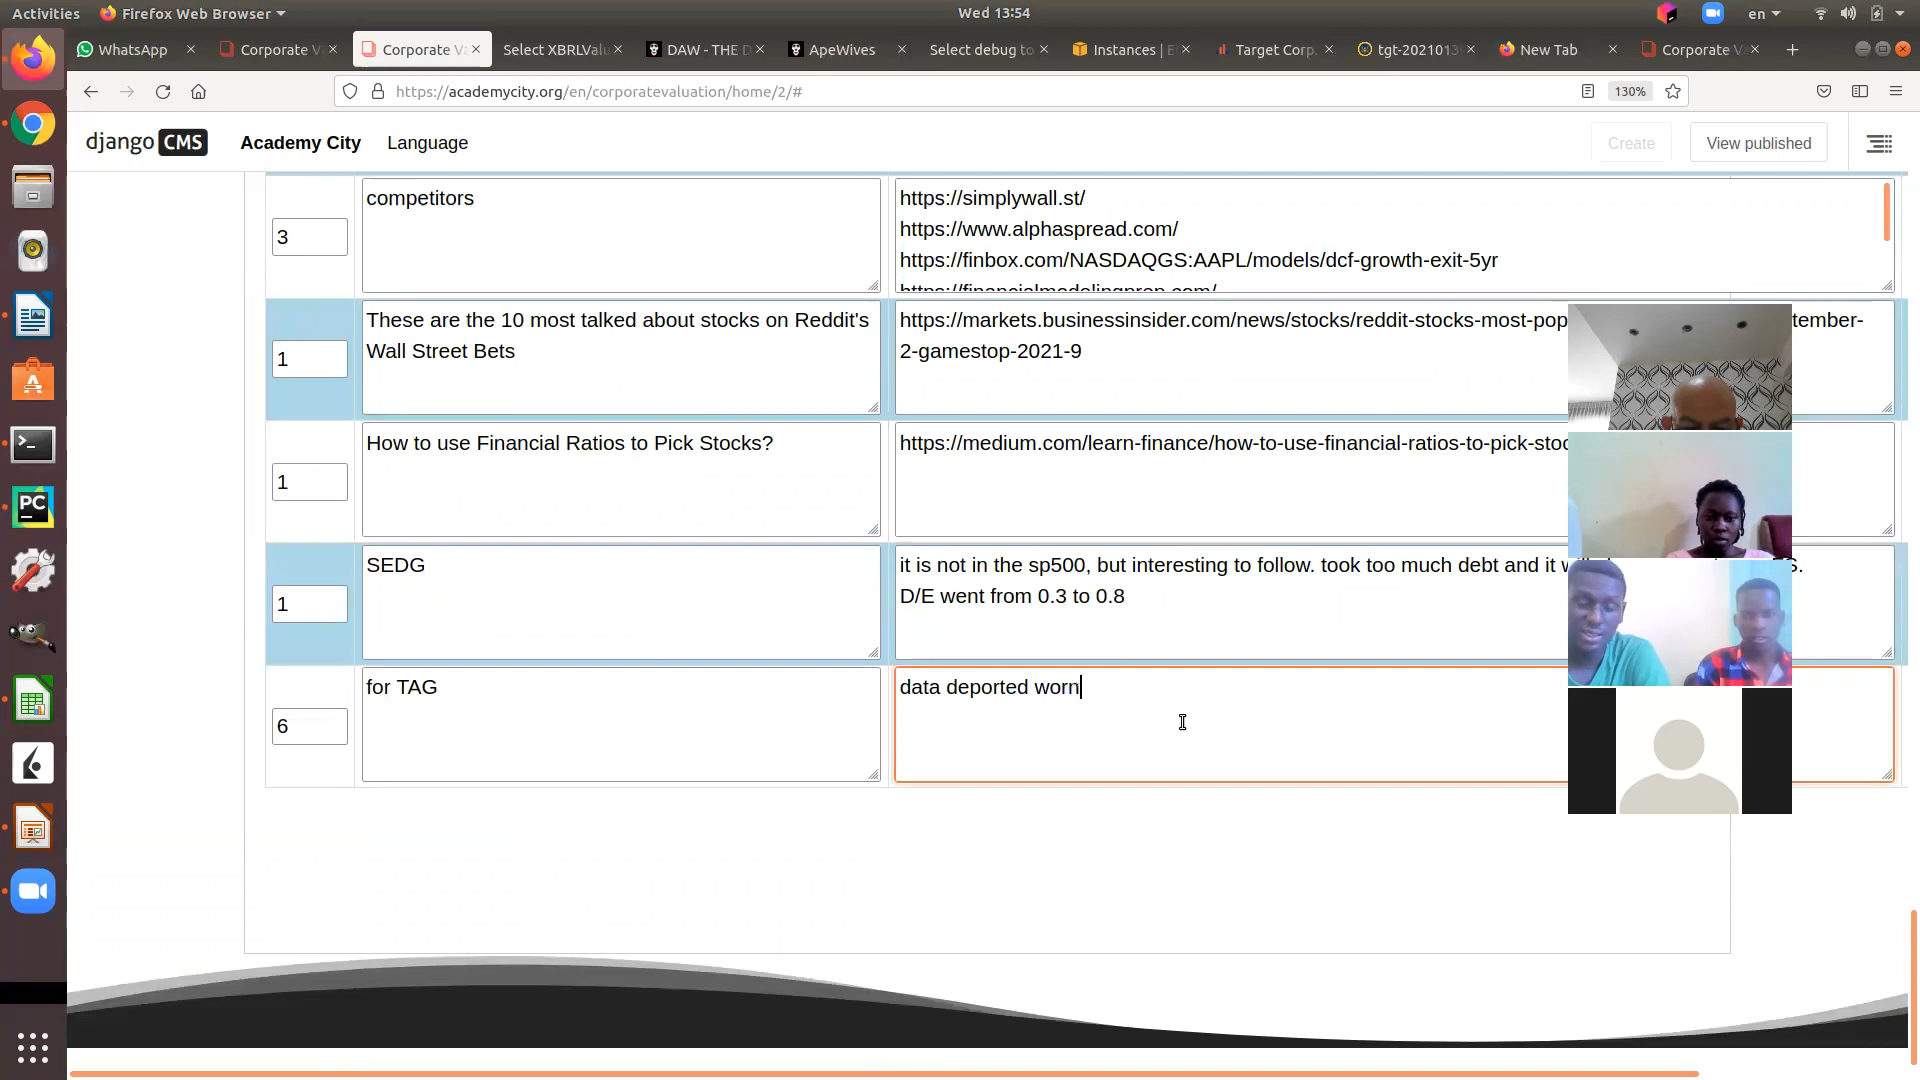 Activities
Firefox Web Browser
Wed 13:54
en
WhatsApp
Corporate V
Corporate Va
Select XBRLValu
DAW - THE D
ApeWives
Select debug to
Instances | E
Target Corp.
tgt-2021013
New Tab
Corporate Va
https://academycity.org/en/corporatevaluation/home/2/#
130%
django CMS
Academy City
Language
Create
View published
3
competitors
https://simplywall.st/
https://www.alphaspread.com/
https://finbox.com/NASDAQGS:AAPL/models/dcf-growth-exit-5yr
https://financialmodelingprep.com/
1
These are the 10 most talked about stocks on Reddit's
Wall Street Bets
https://markets.businessinsider.com/news/stocks/reddit-stocks-most-pop
tember-
2-gamestop-2021-9
1
How to use Financial Ratios to Pick Stocks?
https://medium.com/learn-finance/how-to-use-financial-ratios-to-pick-stoc
1
SEDG
it is not in the sp500, but interesting to follow. took too much debt and it
D/E went from 0.3 to 0.8
6
for TAG
data deported worn
PC